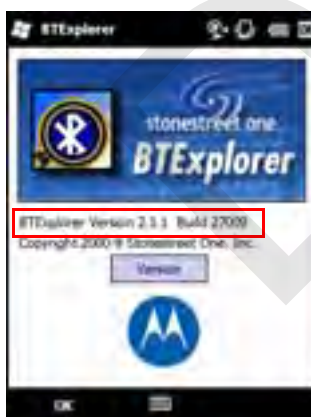 BTExplorer
stonestreet one.
BTExplorer
BTExplorer Version 2.1.1 Build 27009
Copyright 2000 © Stonestreet One, Inc.
Version
OK